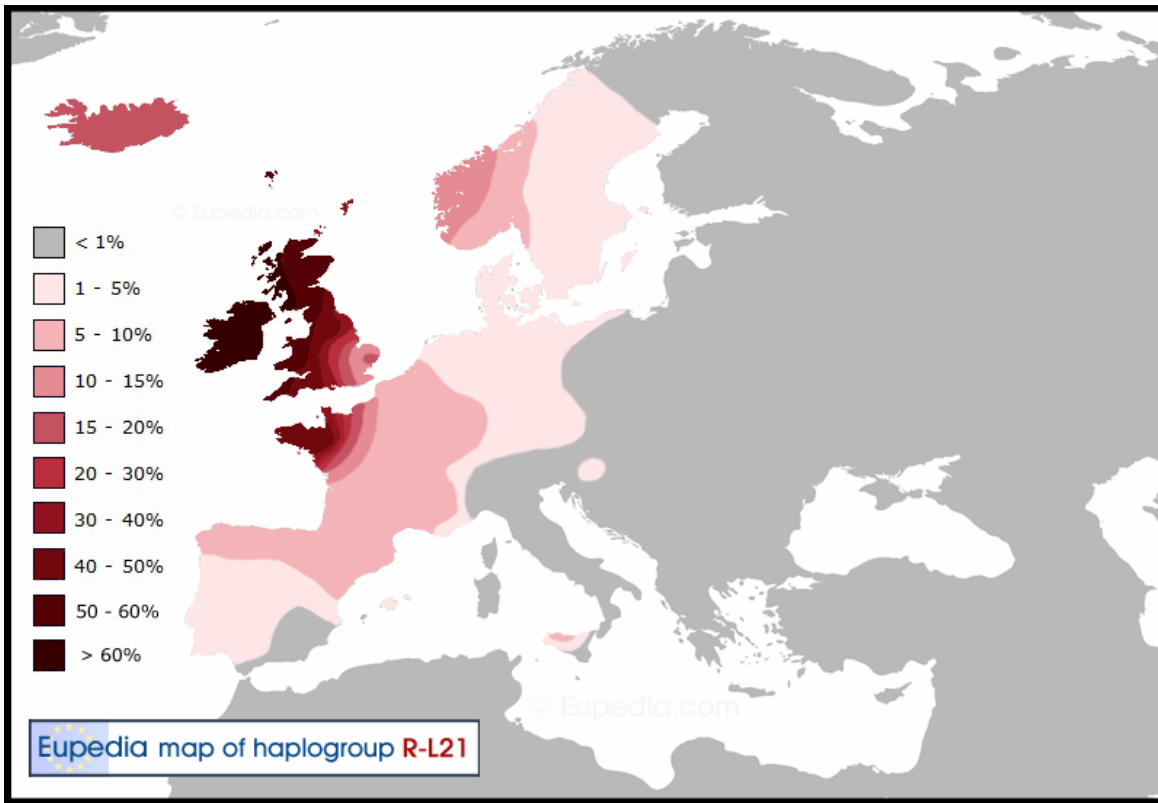 © Eupedia.com
< 1%
1 - 5%
5 - 10%
10 - 15%
15 - 20%
20 - 30%
30 - 40%
40 - 50%
50 - 60%
> 60%
© Eupedia.com
Eupedia map of haplogroup R-L21